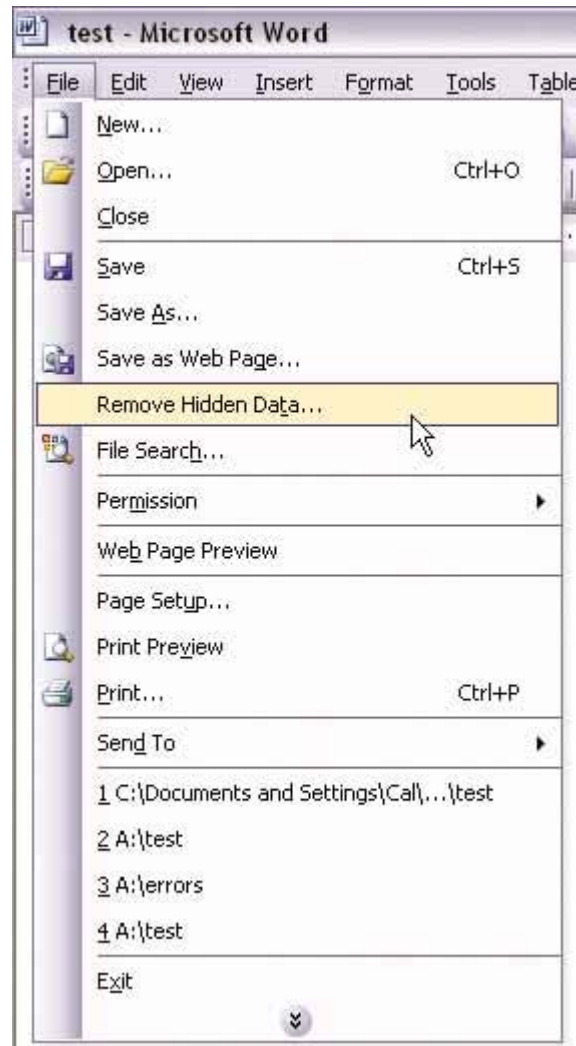 test - Microsoft Word
File Edit View Insert Format Tools Table
New...
Open... Ctrl+O
Close
Save Ctrl+S
Save As...
Save as Web Page...
Remove Hidden Data...
File Search...
Permission
Web Page Preview
Page Setup...
Print Preview
Print... Ctrl+P
Send To
1 C:\Documents and Settings\Cal\...\test
2 A:\test
3 A:\errors
4 A:\test
Exit